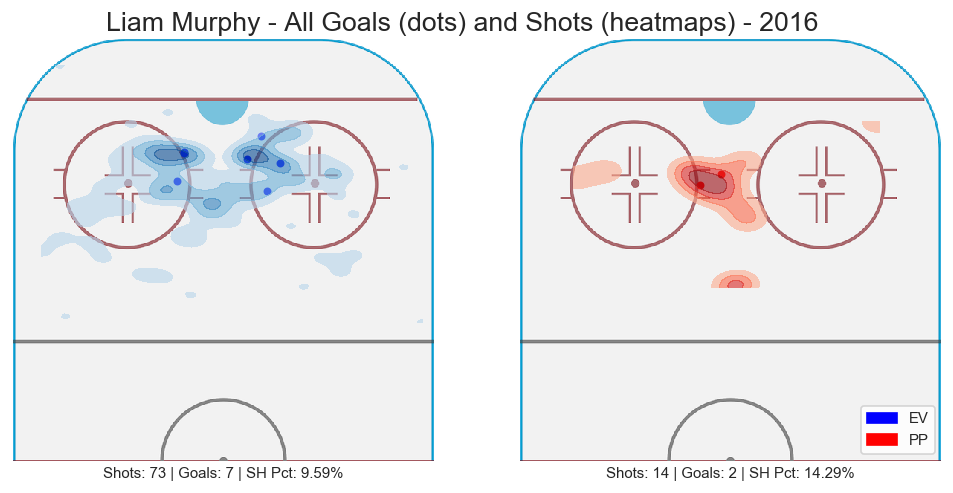 Liam Murphy - All Goals (dots) and Shots (heatmaps) - 2016
EV
PP
Shots: 73 | Goals: 7 | SH Pct: 9.59%
Shots: 14 | Goals: 2 | SH Pct: 14.29%